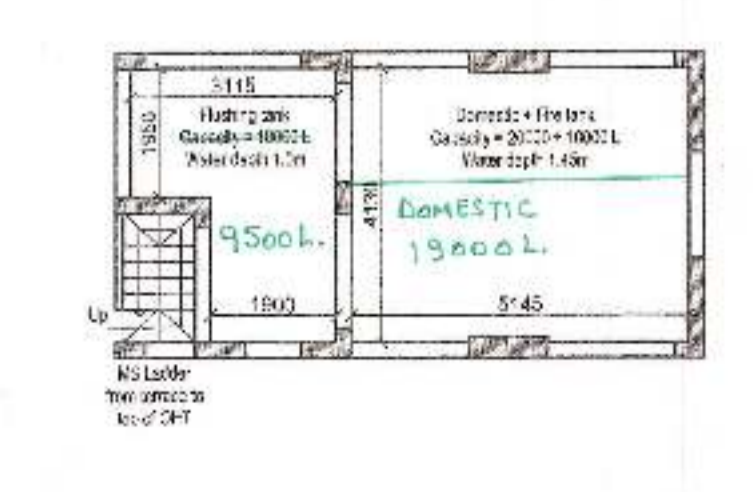 3115
1950
Flushing tank
Capacity = 10000 L
Water depth 1.5m
Domestic + Fire tank
Capacity = 20000 + 10000 L
Water depth 1.45m
4130
DOMESTIC
19000L.
9500L.
1900
5145
Up
MS Ladder
from terrace to
top of OHT